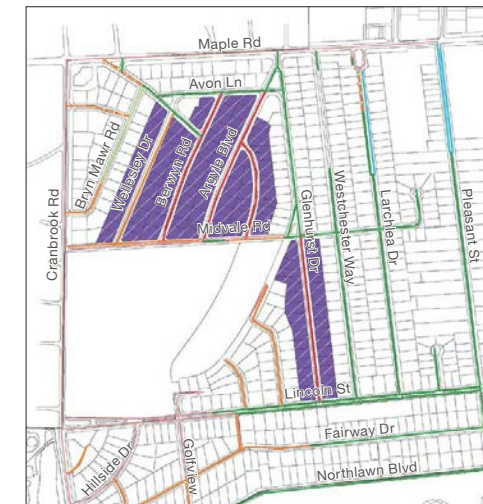 Maple Rd
Avon Ln
Bryn Mawr Rd
Wellesley Dr
Berwyn Rd
Argyle Blvd
Cranbrook Rd
Midvale Rd
Glenhurst Dr
Westchester Way
Larchlea Dr
Pleasant St
Lincoln St
Fairway Dr
Hillside Dr
Golfview
Northlawn Blvd